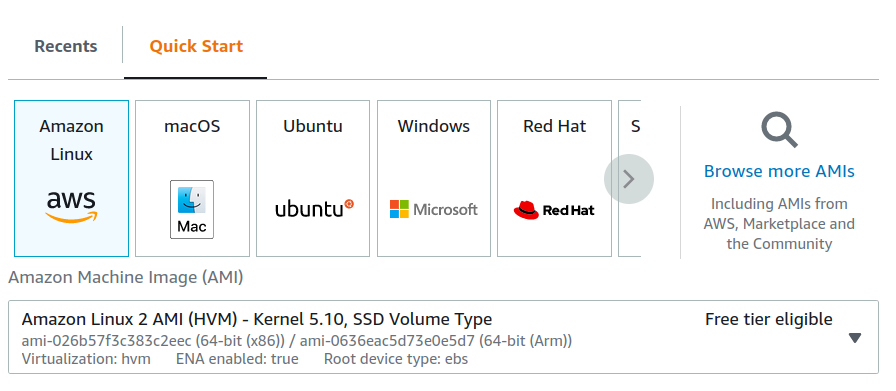 Recents
Quick Start
Amazon
Linux
aws
macOS
Mac
Ubuntu
ubuntu
Windows
Microsoft
Red Hat
Red Hat
S
Browse more AMIs
Including AMIs from
AWS, Marketplace and
the Community
Amazon Machine Image (AMI)
Amazon Linux 2 AMI (HVM) - Kernel 5.10, SSD Volume Type
Free tier eligible
ami-026b57f3c383c2eec (64-bit (x86)) / ami-0636eac5d73e0e5d7 (64-bit (Arm))
Virtualization: hvm ENA enabled: true Root device type: ebs